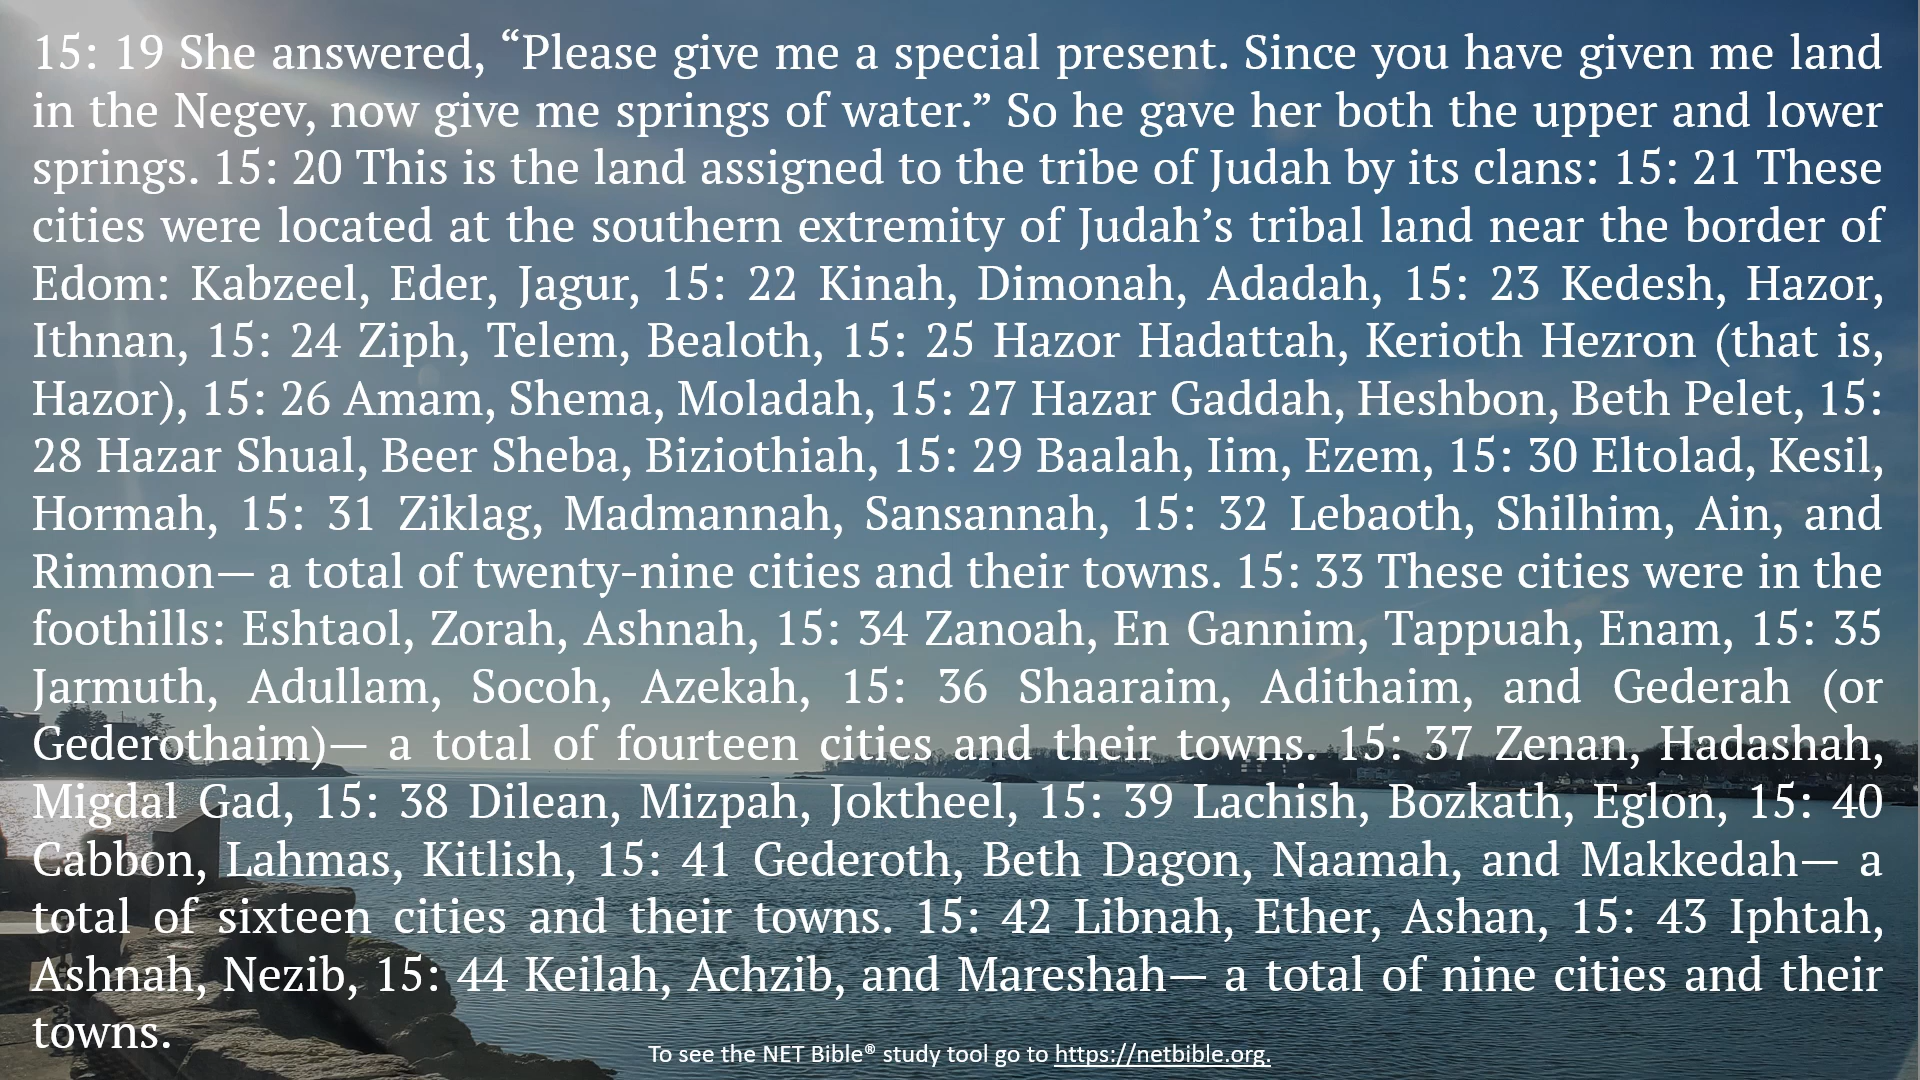 15: 19 She answered, “Please give me a special present. Since you have given me land
in the Negev, now give me springs of water.” So he gave her both the upper and lower
springs. 15: 20 This is the land assigned to the tribe of Judah by its clans: 15: 21 These
cities were located at the southern extremity of Judah’s tribal land near the border of
Edom: Kabzeel, Eder, Jagur, 15: 22 Kinah, Dimonah, Adadah, 15: 23 Kedesh, Hazor,
Ithnan, 15: 24 Ziph, Telem, Bealoth, 15: 25 Hazor Hadattah, Kerioth Hezron (that is,
Hazor), 15: 26 Amam, Shema, Moladah, 15: 27 Hazar Gaddah, Heshbon, Beth Pelet, 15:
28 Hazar Shual, Beer Sheba, Biziothiah, 15: 29 Baalah, Iim, Ezem, 15: 30 Eltolad, Kesil,
Hormah, 15: 31 Ziklag, Madmannah, Sansannah, 15: 32 Lebaoth, Shilhim, Ain, and
Rimmon— a total of twenty-nine cities and their towns. 15: 33 These cities were in the
foothills: Eshtaol, Zorah, Ashnah, 15: 34 Zanoah, En Gannim, Tappuah, Enam, 15: 35
Jarmuth, Adullam, Socoh, Azekah, 15: 36 Shaaraim, Adithaim, and Gederah (or
Gederothaim)— a total of fourteen cities and their towns. 15: 37 Zenan, Hadashah,
Migdal Gad, 15: 38 Dilean, Mizpah, Joktheel, 15: 39 Lachish, Bozkath, Eglon, 15: 40
Cabbon, Lahmas, Kitlish, 15: 41 Gederoth, Beth Dagon, Naamah, and Makkedah— a
total of sixteen cities and their towns. 15: 42 Libnah, Ether, Ashan, 15: 43 Iphtah,
Ashnah, Nezib, 15: 44 Keilah, Achzib, and Mareshah— a total of nine cities and their
towns.
To see the NET Bible® study tool go to https://netbible.org.